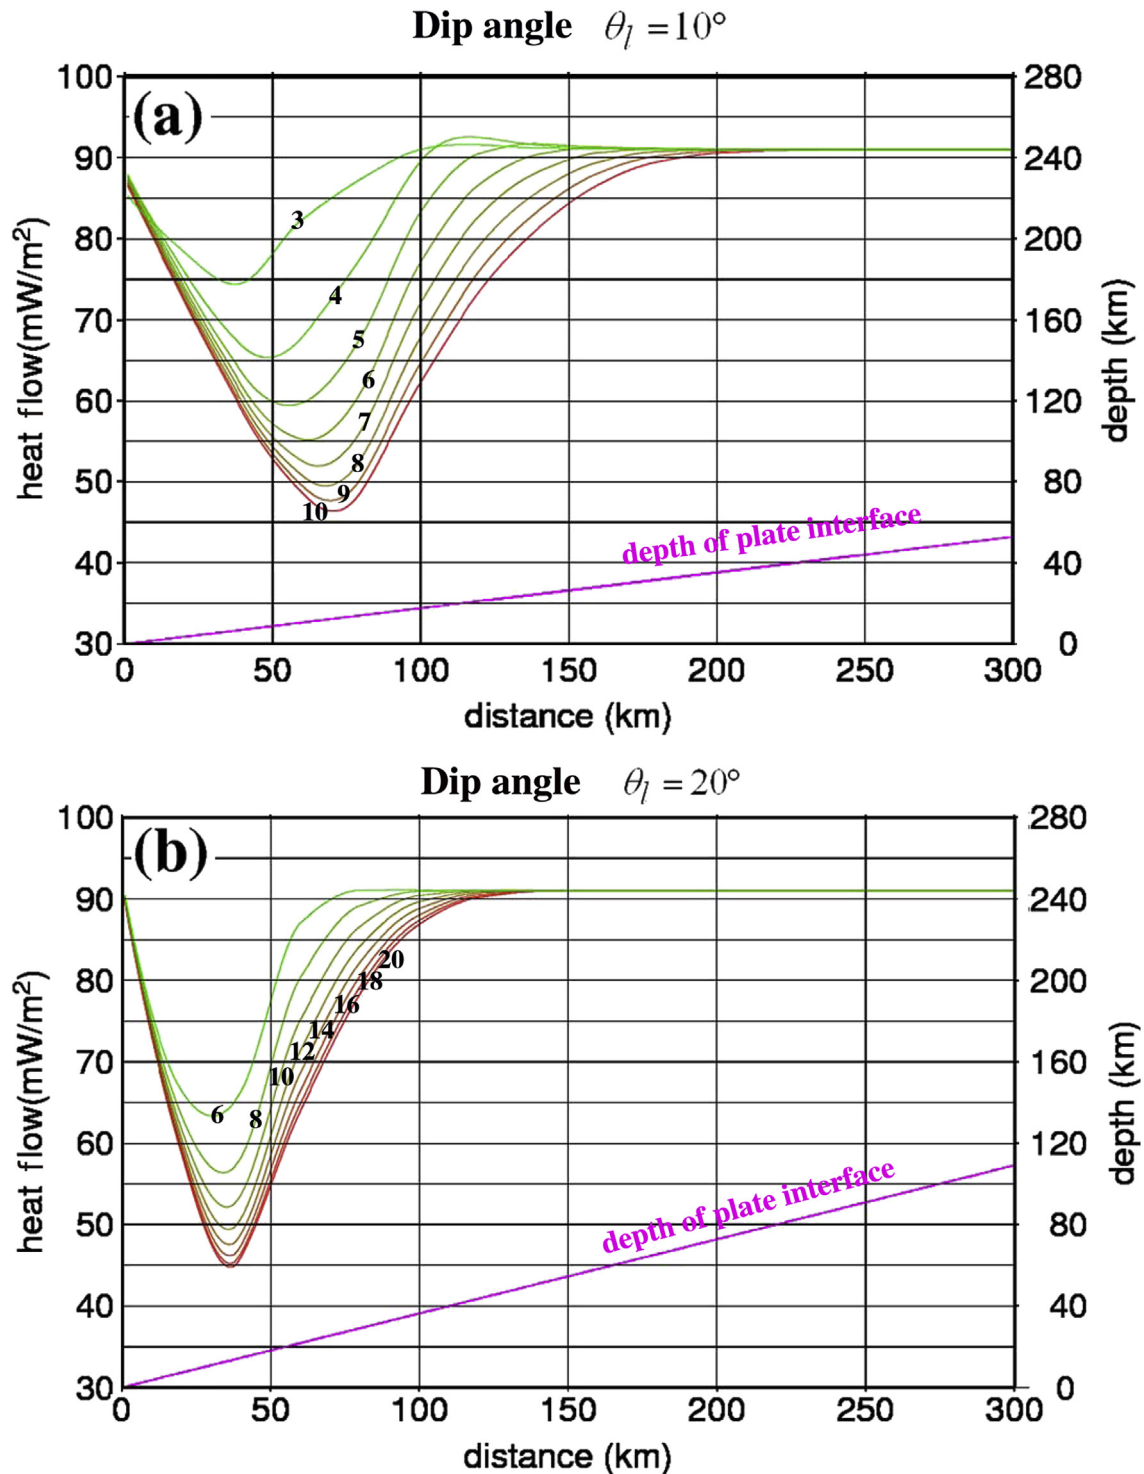 Dip angle θl = 10°
(a)
100 280
90 240
80 200
70 160
60 120
50 80
40 40
30 0
heat flow(mW/m²)
depth (km)
3
4
5
6
7
8
9
10
depth of plate interface
0 50 100 150 200 250 300
distance (km)
Dip angle θl = 20°
(b)
100 280
90 240
80 200
70 160
60 120
50 80
40 40
30 0
heat flow(mW/m²)
depth (km)
20
18
16
14
12
10
6 8
depth of plate interface
0 50 100 150 200 250 300
distance (km)